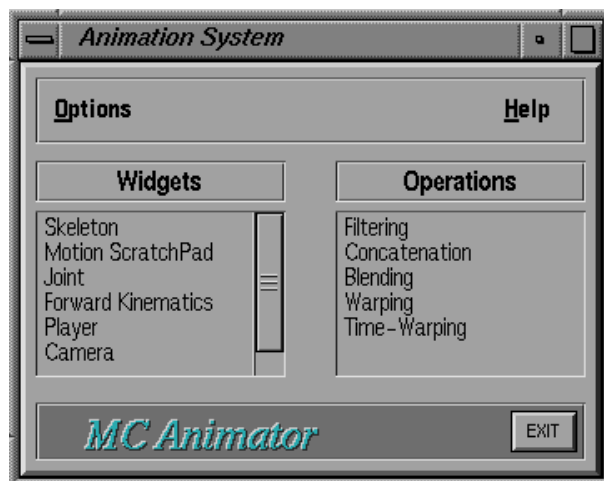 Animation System
Options Help
Widgets
Skeleton
Motion ScratchPad
Joint
Forward Kinematics
Player
Camera
Operations
Filtering
Concatenation
Blending
Warping
Time-Warping
MC Animator
EXIT